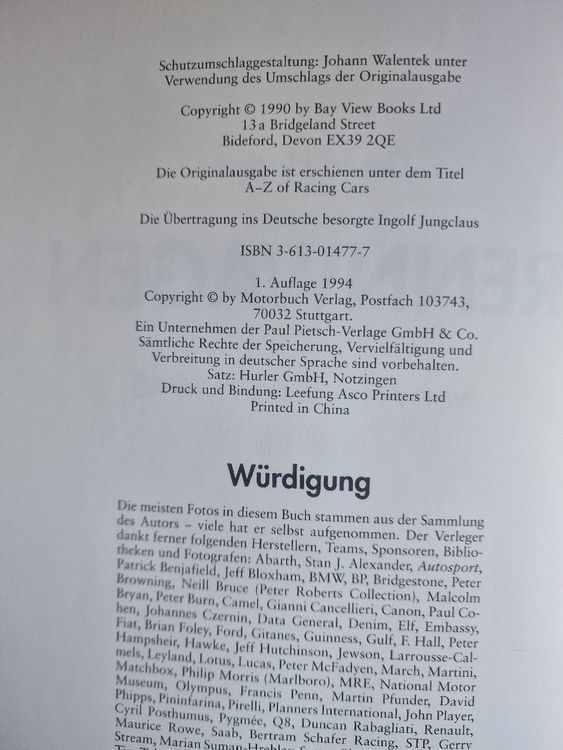 Schutzumschlaggestaltung: Johann Walentek unter
Verwendung des Umschlags der Originalausgabe
Copyright © 1990 by Bay View Books Ltd
13 a Bridgeland Street
Bideford, Devon EX39 2QE
Die Originalausgabe ist erschienen unter dem Titel
A–Z of Racing Cars
Die Übertragung ins Deutsche besorgte Ingolf Jungclaus
ISBN 3-613-01477-7
1. Auflage 1994
Copyright © by Motorbuch Verlag, Postfach 103743,
70032 Stuttgart.
Ein Unternehmen der Paul Pietsch-Verlage GmbH & Co.
Sämtliche Rechte der Speicherung, Vervielfältigung und
Verbreitung in deutscher Sprache sind vorbehalten.
Satz: Hurler GmbH, Notzingen
Druck und Bindung: Leefung Asco Printers Ltd
Printed in China
Würdigung
Die meisten Fotos in diesem Buch stammen aus der Sammlung
des Autors – viele hat er selbst aufgenommen. Der Verleger
dankt ferner folgenden Herstellern, Teams, Sponsoren, Biblio-
theken und Fotografen: Abarth, Stan J. Alexander, Autosport,
Patrick Benjafield, Jeff Bloxham, BMW, BP, Bridgestone, Peter
Browning, Neill Bruce (Peter Roberts Collection), Malcolm
Bryan, Peter Burn, Camel, Gianni Cancellieri, Canon, Paul Co-
hen, Johannes Czernin, Data General, Denim, Elf, Embassy,
Fiat, Brian Foley, Ford, Gitanes, Guinness, Gulf, F. Hall, Peter
Hampsheir, Hawke, Jeff Hutchinson, Jewson, Larrousse-Cal-
mels, Leyland, Lotus, Lucas, Peter McFadyen, March, Martini,
Matchbox, Philip Morris (Marlboro), MRE, National Motor
Museum, Olympus, Francis Penn, Martin Pfunder, David
Phipps, Pininfarina, Pirelli, Planners International, John Player,
Cyril Posthumus, Pygmée, Q8, Duncan Rabagliati, Renault,
Maurice Rowe, Saab, Bertram Schafer Racing, STP, Gerry
Stream, Marian Suman-Hreblay